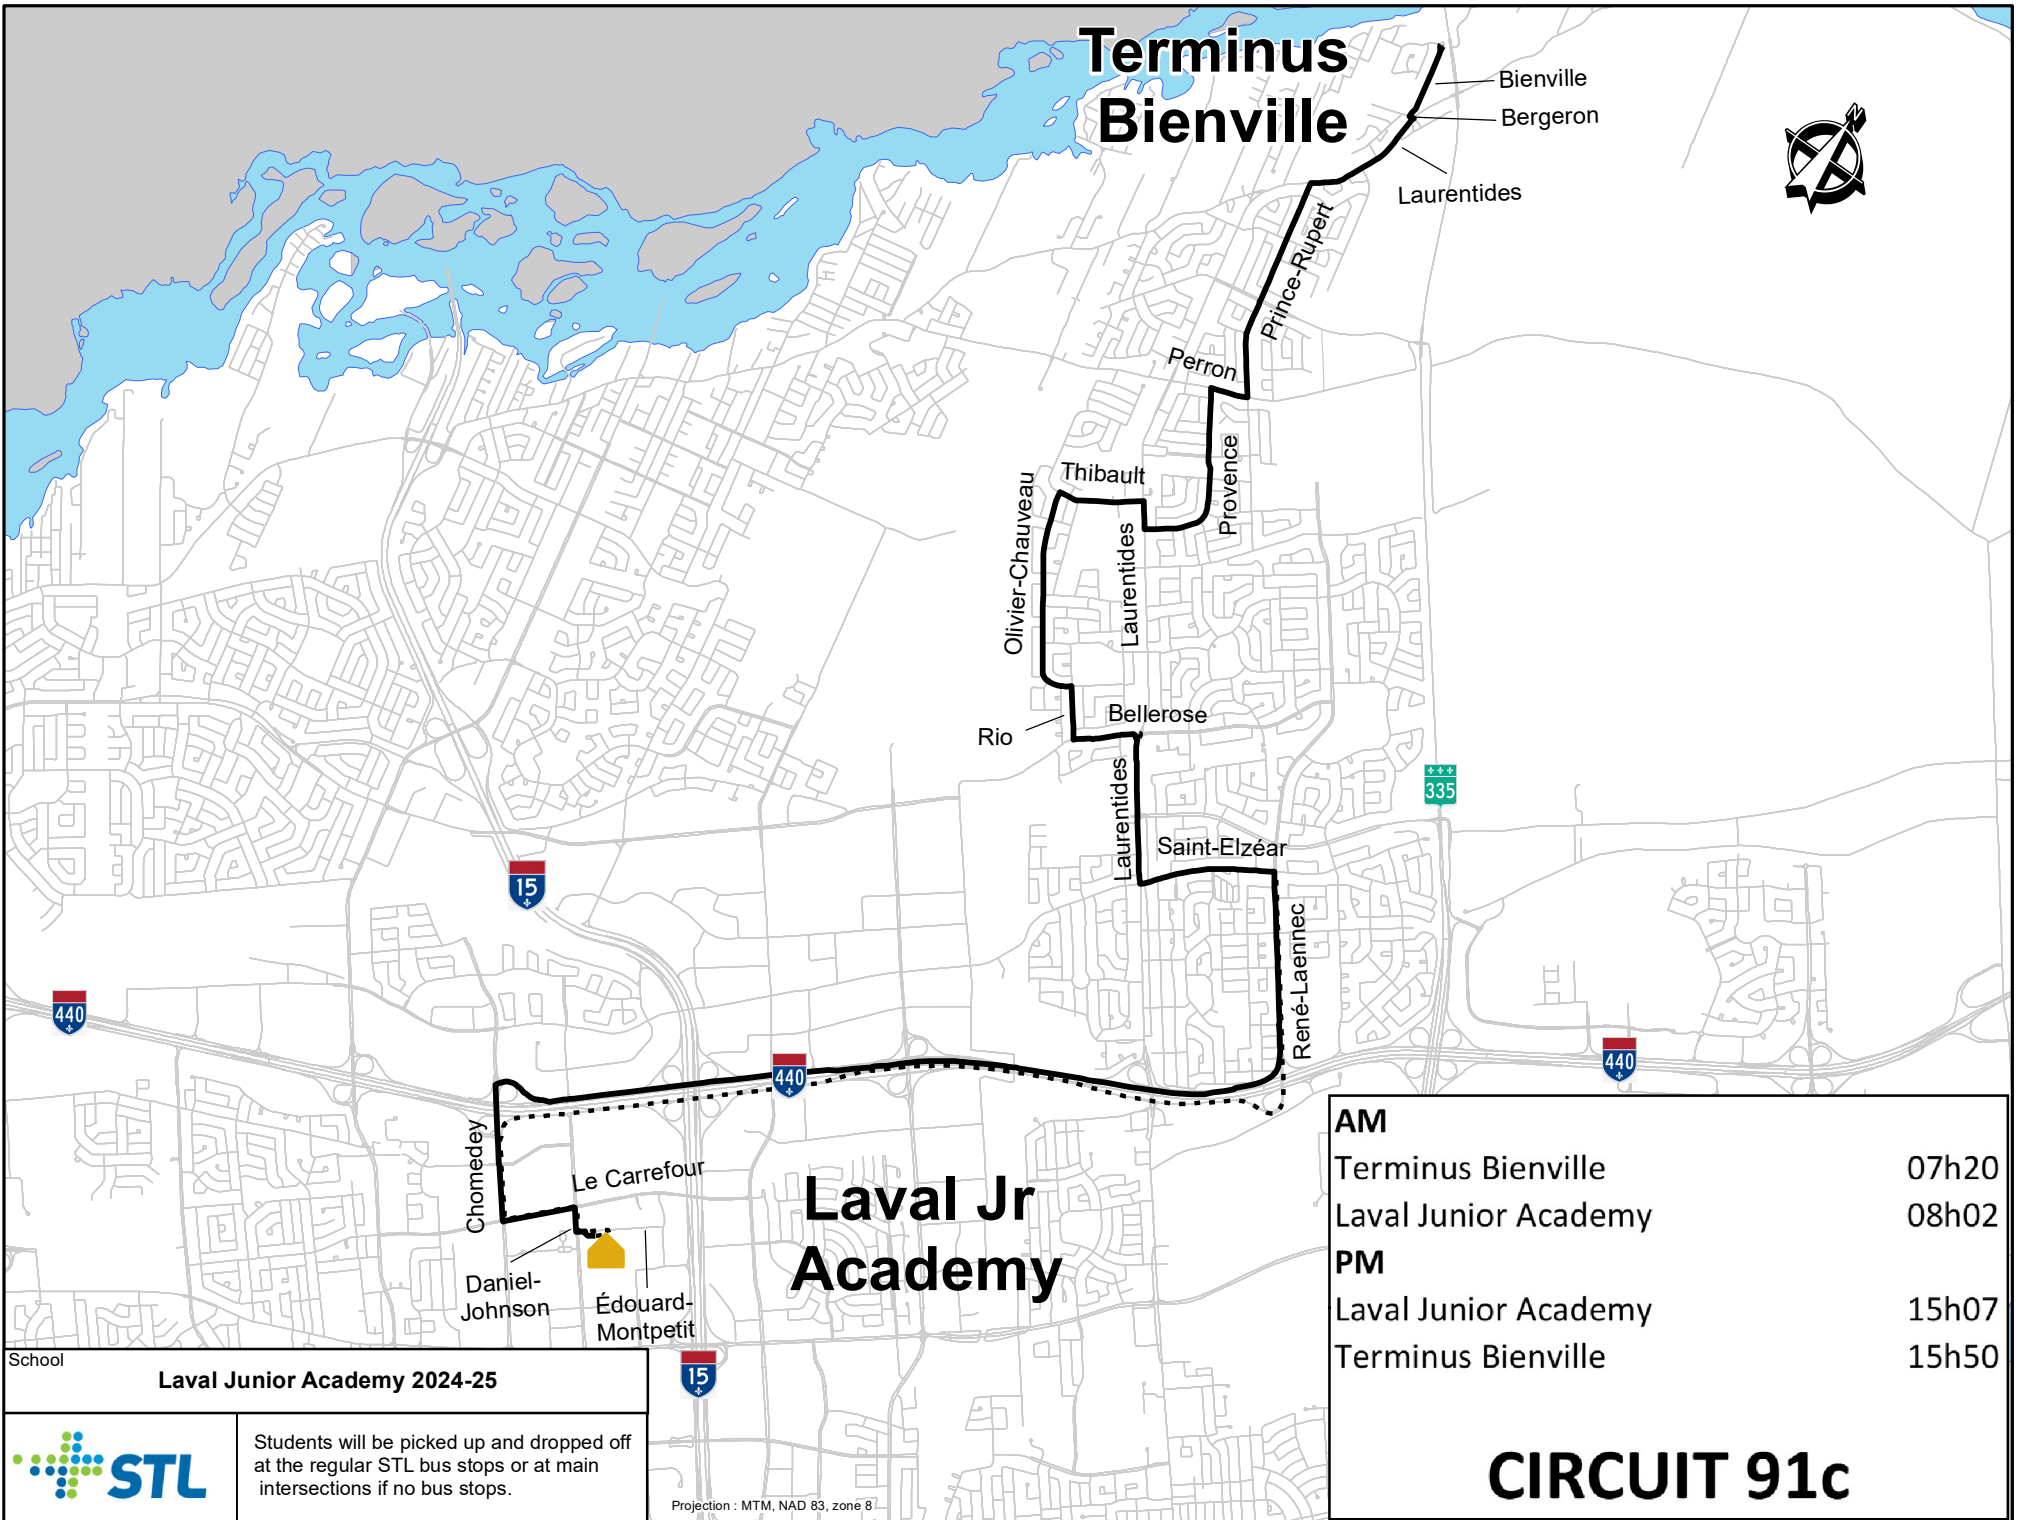 Terminus
Bienville
Bienville
Bergeron
Laurentides
N
Prince-Rupert
Perron
Provence
Thibault
Olivier-Chauveau
Laurentides
Bellerose
Rio
Laurentides
335
Saint-Elzéar
15
René-Laennec
440
440
440
Chomedey
Le Carrefour
Laval Jr
Academy
Daniel-
Johnson
Édouard-
Montpetit
15
AM
Terminus Bienville 07h20
Laval Junior Academy 08h02
PM
Laval Junior Academy 15h07
Terminus Bienville 15h50
CIRCUIT 91c
School
Laval Junior Academy 2024-25
STL
Students will be picked up and dropped off
at the regular STL bus stops or at main
intersections if no bus stops.
Projection : MTM, NAD 83, zone 8